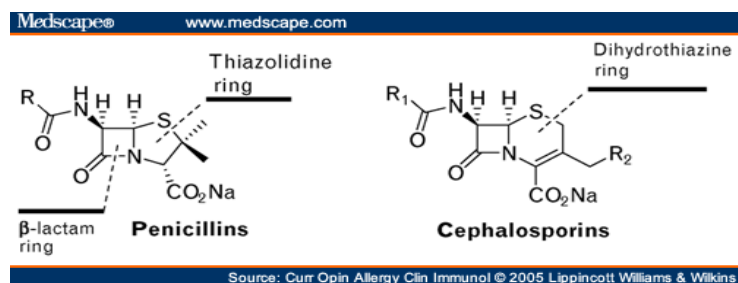 Medscape® www.medscape.com
Thiazolidine
ring
Dihydrothiazine
ring
R
O
N
H
H
H
S
O
N
CO₂Na
β-lactam
ring
Penicillins
R₁
O
H
N
H
H
S
O
N
R₂
CO₂Na
Cephalosporins
Source: Curr Opin Allergy Clin Immunol © 2005 Lippincott Williams & Wilkins